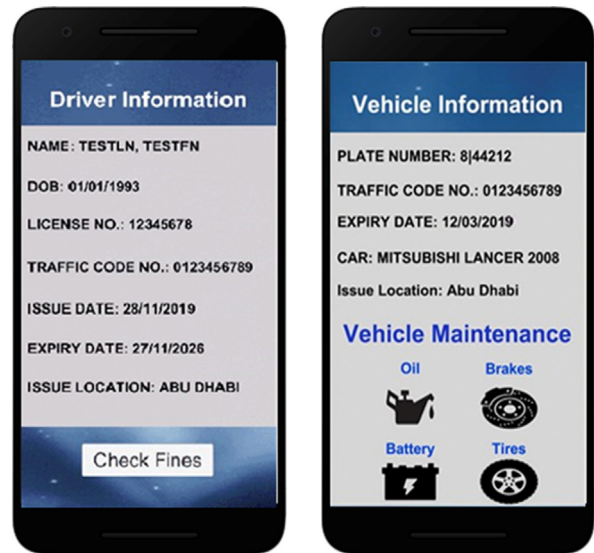 Driver Information
NAME: TESTLN, TESTFN
DOB: 01/01/1993
LICENSE NO.: 12345678
TRAFFIC CODE NO.: 0123456789
ISSUE DATE: 28/11/2019
EXPIRY DATE: 27/11/2026
ISSUE LOCATION: ABU DHABI
Check Fines
Vehicle Information
PLATE NUMBER: 8|44212
TRAFFIC CODE NO.: 0123456789
EXPIRY DATE: 12/03/2019
CAR: MITSUBISHI LANCER 2008
Issue Location: Abu Dhabi
Vehicle Maintenance
Oil Brakes
Battery Tires